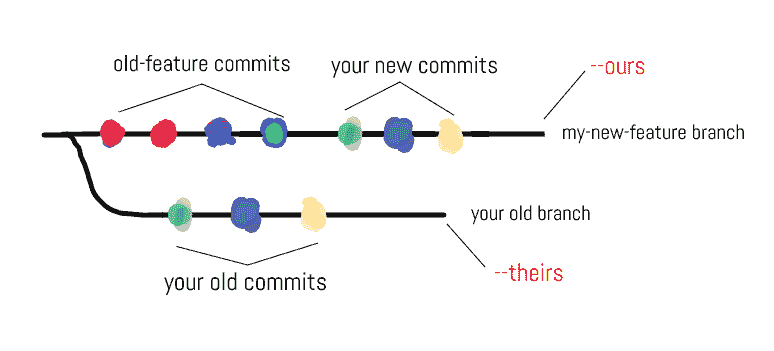 old-feature commits
your new commits
--ours
my-new-feature branch
your old branch
your old commits
--theirs